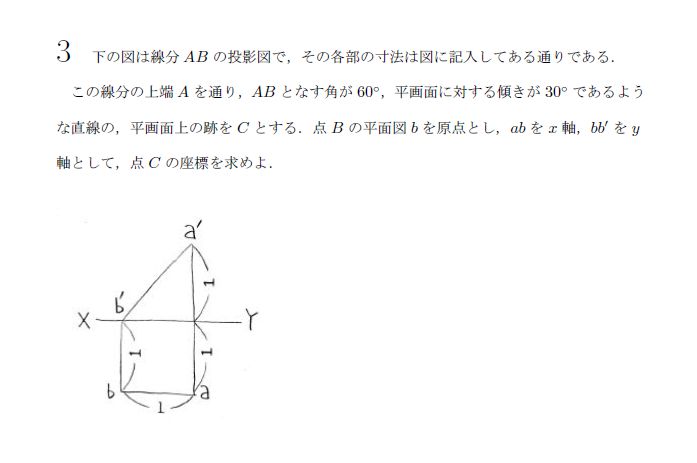 3 下の図は線分 AB の投影図で，その各部の寸法は図に記入してある通りである．
この線分の上端 A を通り，AB となす角が 60°，平画面に対する傾きが 30° であるよう
な直線の，平画面上の跡を C とする．点 B の平面図 b を原点とし，ab を x 軸，bb′ を y
軸として，点 C の座標を求めよ．
a′
1
b′
X Y
1 1
b a
1